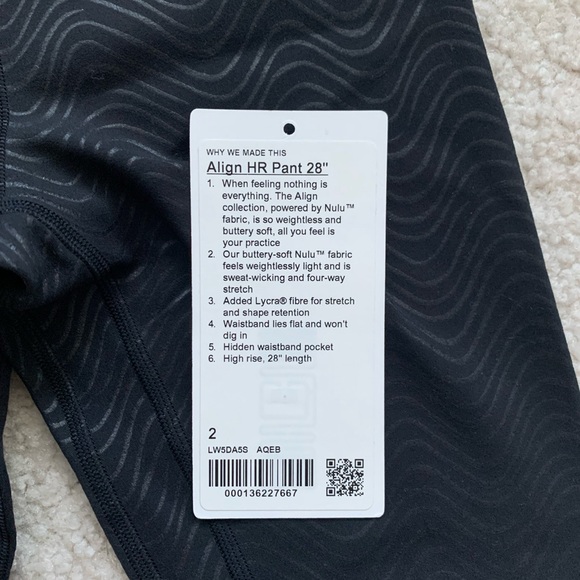 WHY WE MADE THIS
Align HR Pant 28"
1. When feeling nothing is
everything. The Align
collection, powered by Nulu™
fabric, is so weightless and
buttery soft, all you feel is
your practice
2. Our buttery-soft Nulu™ fabric
feels weightlessly light and is
sweat-wicking and four-way
stretch
3. Added Lycra® fibre for stretch
and shape retention
4. Waistband lies flat and won't
dig in
5. Hidden waistband pocket
6. High rise, 28" length
2
LW5DA5S AQEB
000136227667